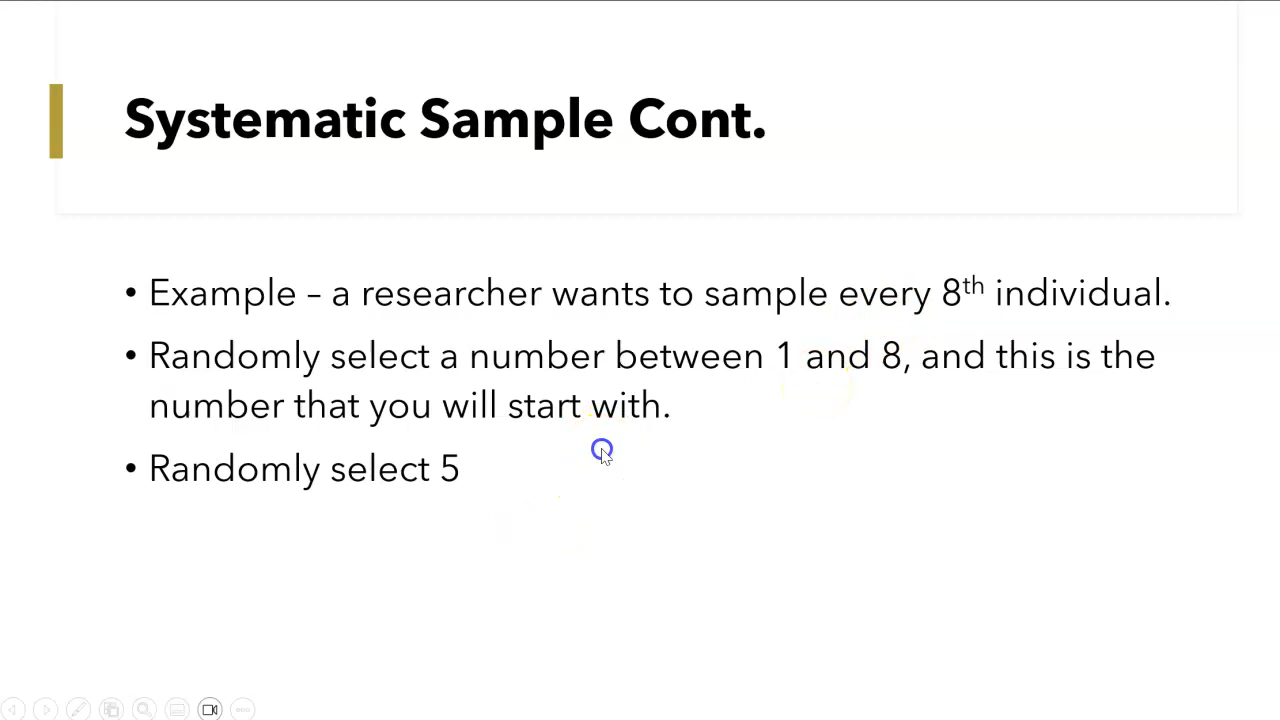 Systematic Sample Cont.
• Example – a researcher wants to sample every 8th individual.
• Randomly select a number between 1 and 8, and this is the
number that you will start with.
• Randomly select 5